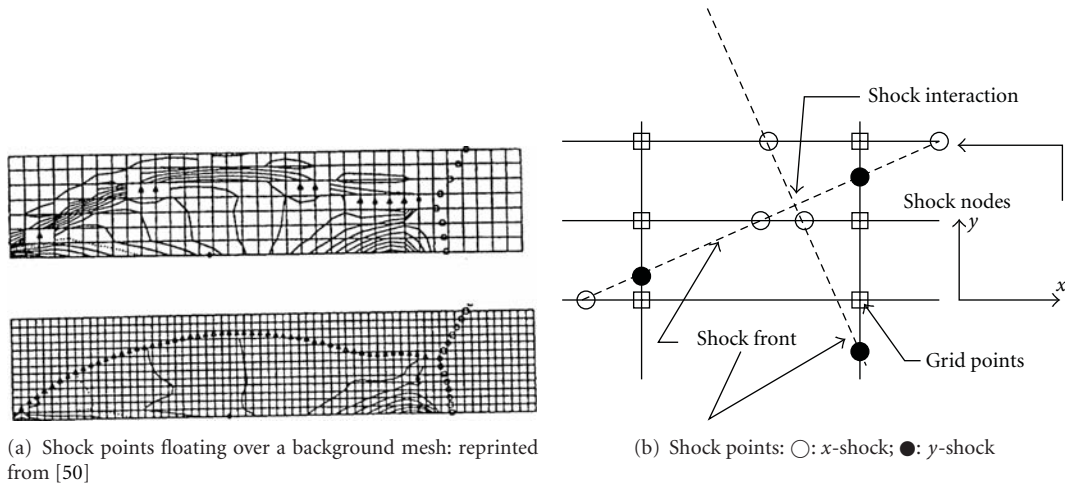 Shock interaction
Shock nodes
y
x
Shock front
Grid points
(a) Shock points floating over a background mesh: reprinted
from [50]
(b) Shock points: ○: x-shock; ●: y-shock